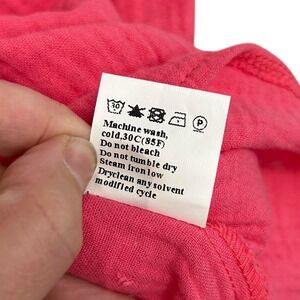 30
P
Machine wash,
cold.30C(85F)
Do not bleach
Do not tumble dry
Steam iron low
Dryclean any solvent
modified cycle